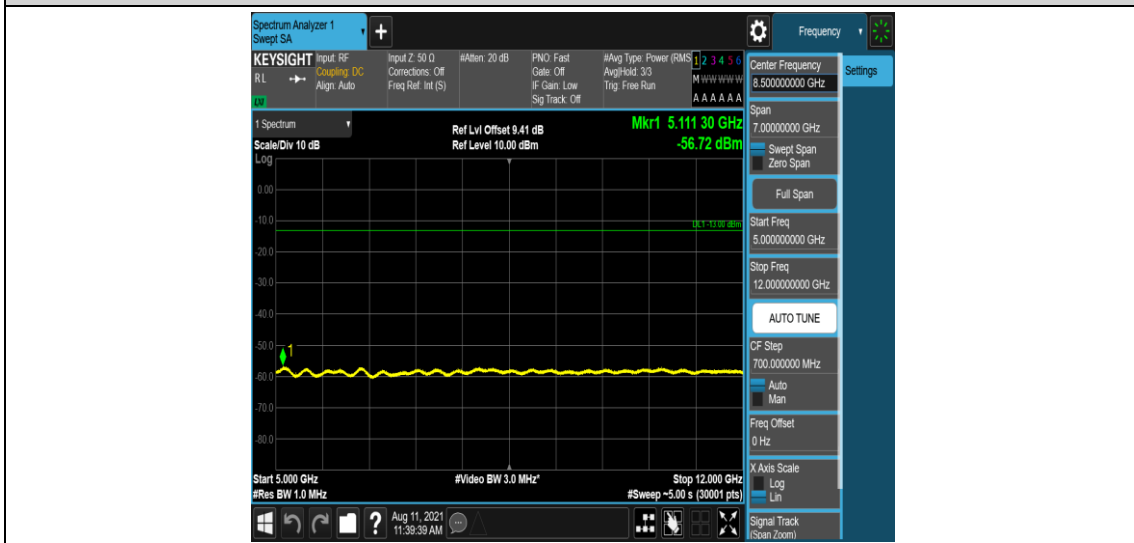 Spectrum Analyzer 1
Swept SA
+
Frequency
KEYSIGHT
RL
LXI
Input: RF
Coupling: DC
Align: Auto
Input Z: 50 Ω
Corrections: Off
Freq Ref: Int (S)
#Atten: 20 dB
PNO: Fast
Gate: Off
IF Gain: Low
Sig Track: Off
#Avg Type: Power (RMS
Avg|Hold: 3/3
Trig: Free Run
1 2 3 4 5 6
M W W W W W
A A A A A A
1 Spectrum
Scale/Div 10 dB
Ref Lvl Offset 9.41 dB
Ref Level 10.00 dBm
Mkr1 5.111 30 GHz
-56.72 dBm
Log
0.00
-10.0
DL1 -13.00 dBm
-20.0
-30.0
-40.0
-50.0
1
-60.0
-70.0
-80.0
Start 5.000 GHz
#Res BW 1.0 MHz
#Video BW 3.0 MHz*
Stop 12.000 GHz
#Sweep ~5.00 s (30001 pts)
Center Frequency
8.500000000 GHz
Settings
Span
7.00000000 GHz
Swept Span
Zero Span
Full Span
Start Freq
5.000000000 GHz
Stop Freq
12.000000000 GHz
AUTO TUNE
CF Step
700.000000 MHz
Auto
Man
Freq Offset
0 Hz
X Axis Scale
Log
Lin
Signal Track
(Span Zoom)
?
Aug 11, 2021
11:39:39 AM